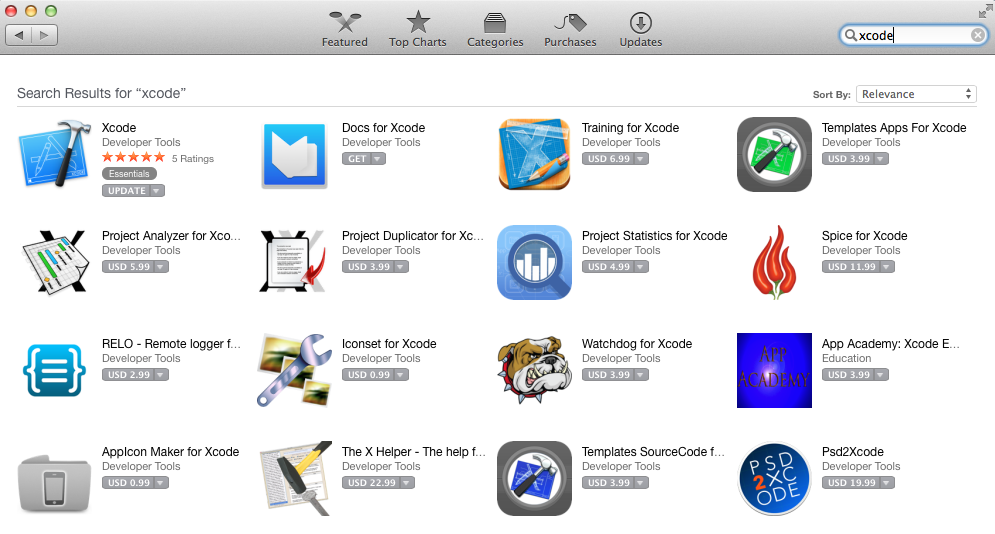 Featured
Top Charts
Categories
Purchases
Updates
xcode
Search Results for “xcode”
Sort By:
Relevance
Xcode
Developer Tools
5 Ratings
Essentials
UPDATE
Docs for Xcode
Developer Tools
GET
Training for Xcode
Developer Tools
USD 6.99
Templates Apps For Xcode
Developer Tools
USD 3.99
Project Analyzer for Xco...
Developer Tools
USD 5.99
Project Duplicator for Xc...
Developer Tools
USD 3.99
Project Statistics for Xcode
Developer Tools
USD 4.99
Spice for Xcode
Developer Tools
USD 11.99
RELO - Remote logger f...
Developer Tools
USD 2.99
Iconset for Xcode
Developer Tools
USD 0.99
Watchdog for Xcode
Developer Tools
USD 3.99
APP
ACADEMY
App Academy: Xcode E...
Education
USD 3.99
AppIcon Maker for Xcode
Developer Tools
USD 0.99
The X Helper - The help f...
Developer Tools
USD 22.99
Templates SourceCode f...
Developer Tools
USD 3.99
PSD
2XC
ODE
Psd2Xcode
Developer Tools
USD 19.99